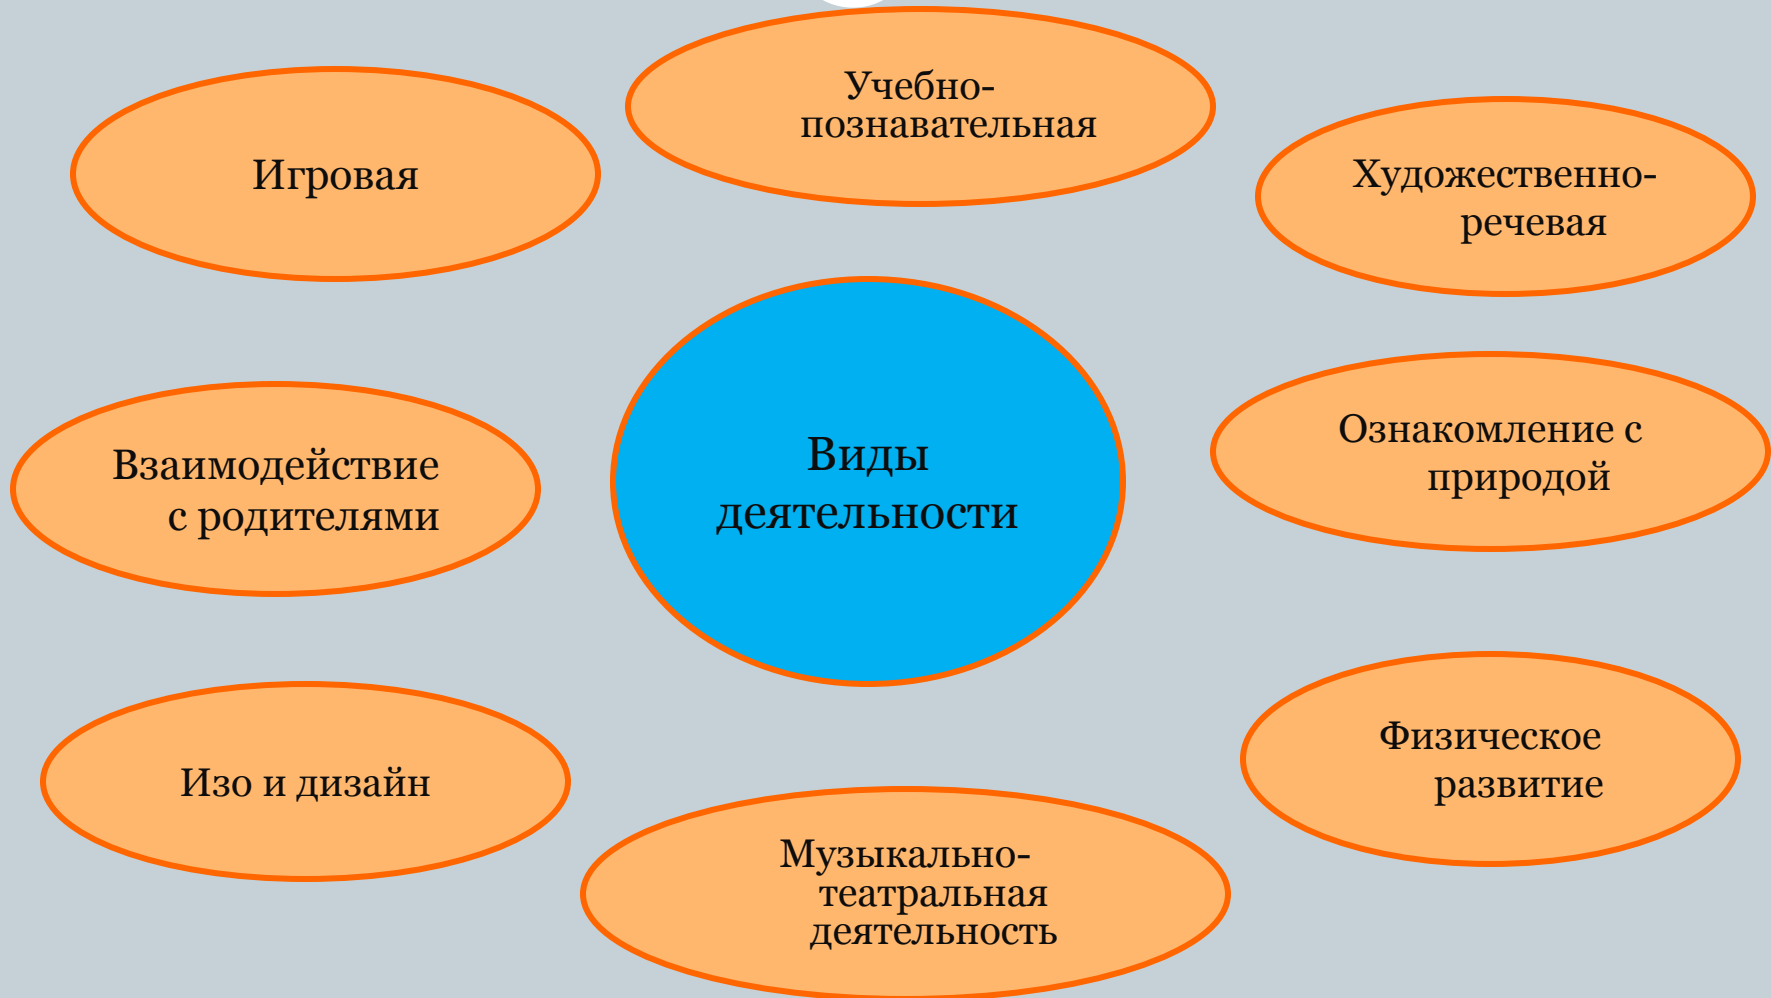 Учебно-
познавательная
Игровая
Художественно-
речевая
Виды
деятельности
Ознакомление с
природой
Взаимодействие
с родителями
Физическое
развитие
Изо и дизайн
Музыкально-
театральная
деятельность